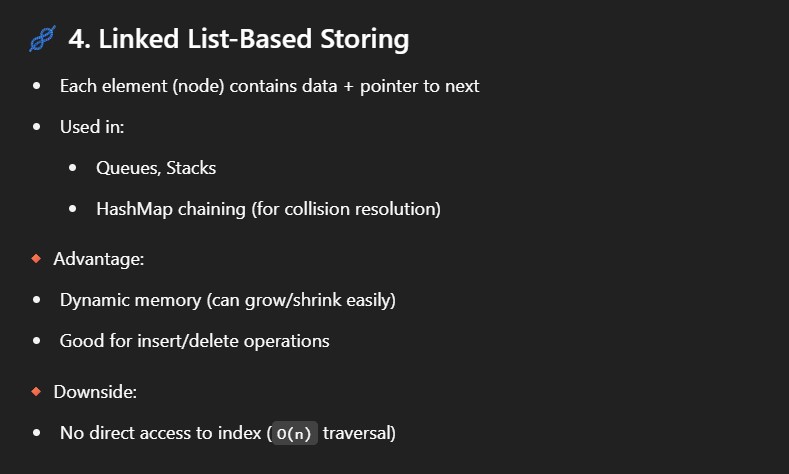 4. Linked List-Based Storing
Each element (node) contains data + pointer to next
Used in:
Queues, Stacks
HashMap chaining (for collision resolution)
Advantage:
Dynamic memory (can grow/shrink easily)
Good for insert/delete operations
Downside:
No direct access to index (O(n) traversal)